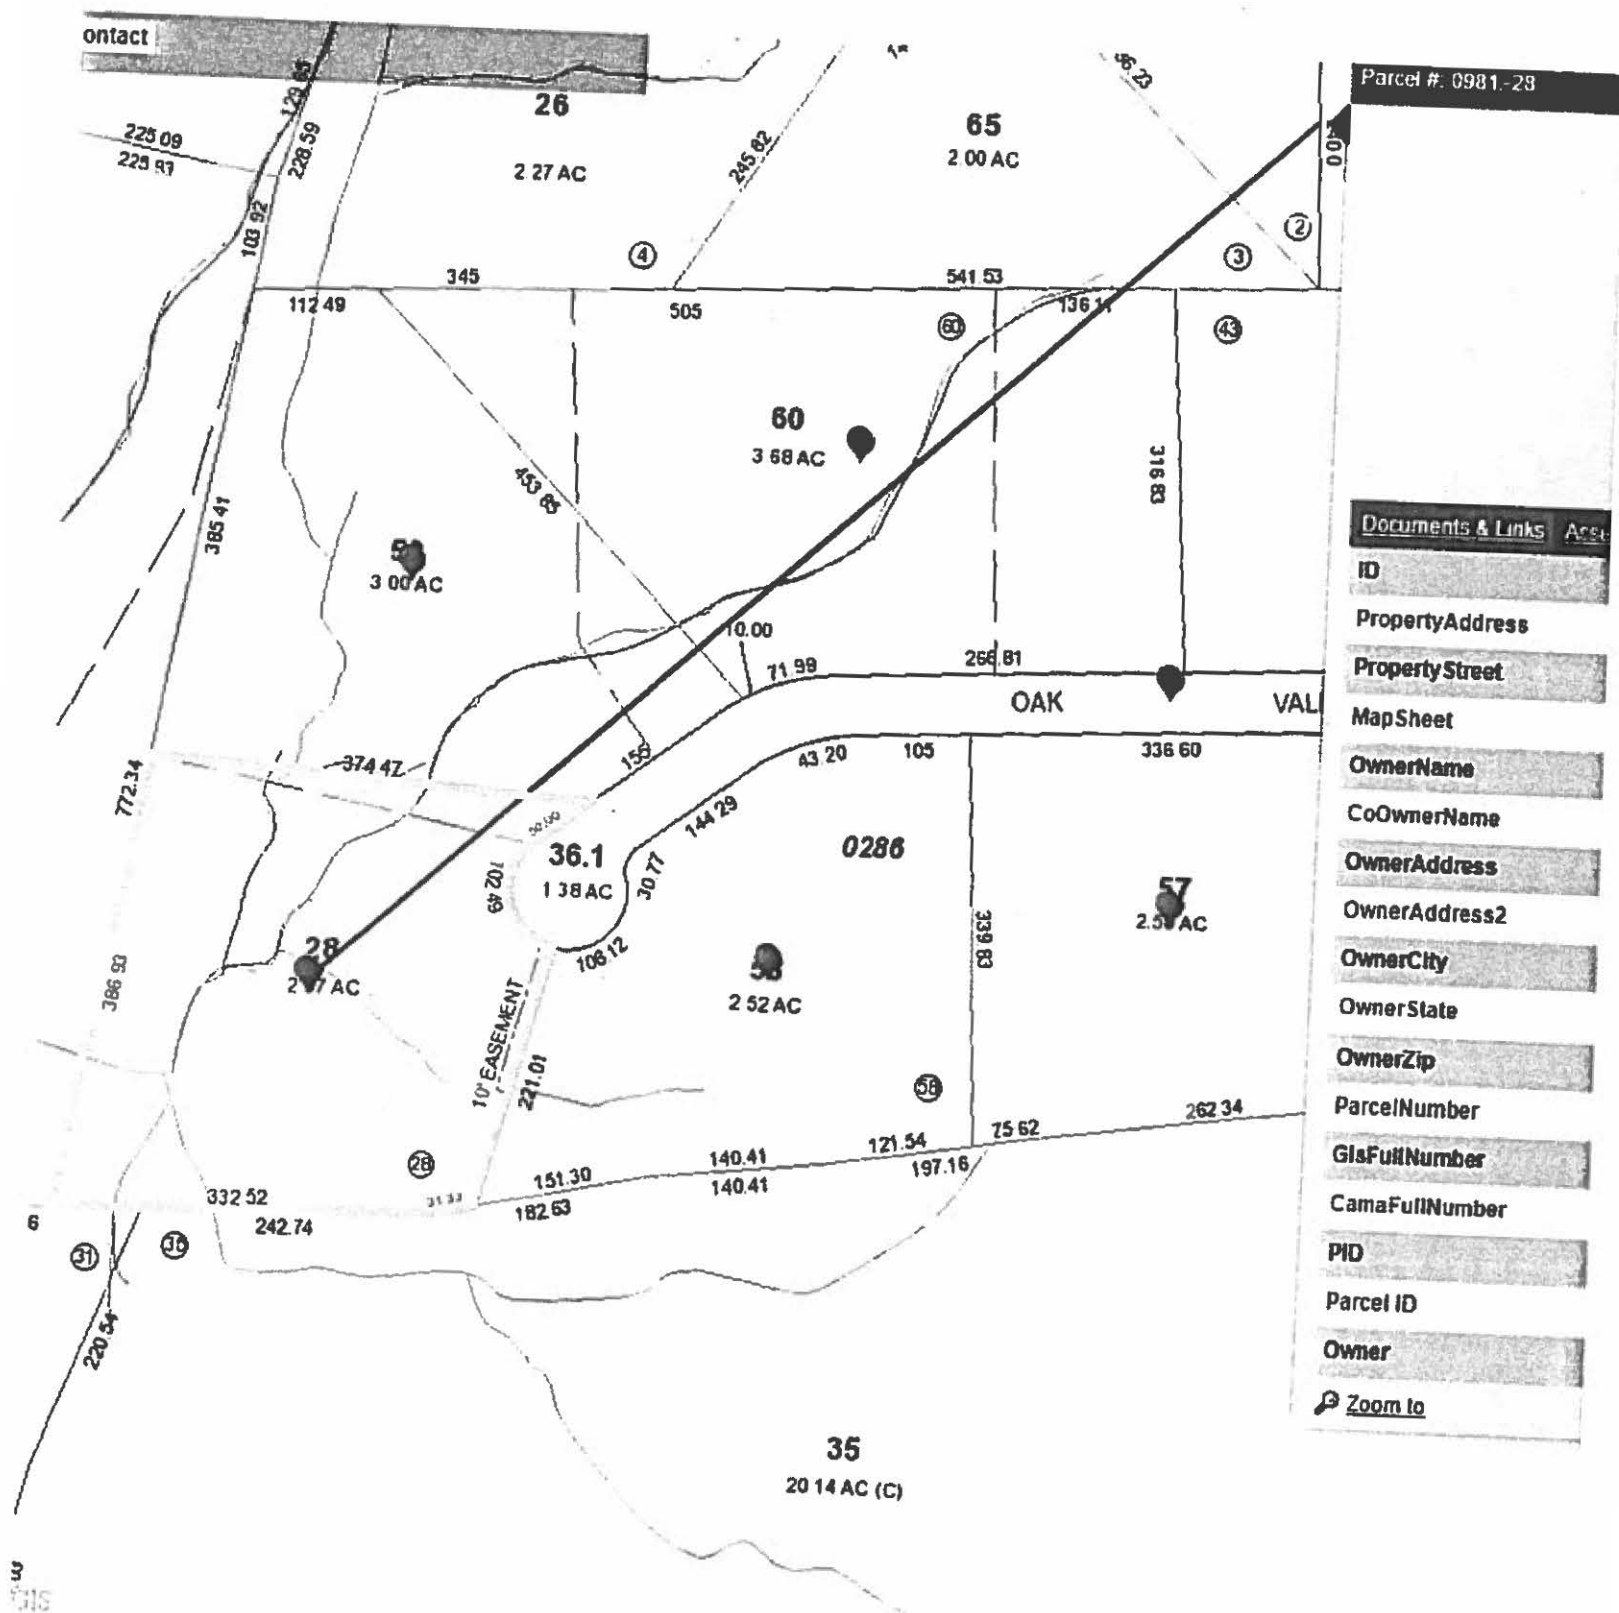 ontact
Parcel #: 0981.-28
129.85
228.59
225 09
225 93
103 92
26
2 27 AC
245.82
65
2 00 AC
4
3
2
345
541.53
112 49
505
60
43
60
3 68 AC
453 65
316 83
385 41
3 00 AC
10.00
71.99
266.81
OAK
VAL
155
43.20
105
336 60
374 47
772.34
144 29
0286
36.1
1 38 AC
102 49
30.77
108 12
339 83
57
28
2 52 AC
386 93
10' EASEMENT
221.01
58
262 34
75 62
121.54
197.16
140.41
140.41
151.30
182 63
28
31 33
332 52
242.74
6
31
36
220.54
35
20 14 AC (C)
Documents & Links
ID
PropertyAddress
PropertyStreet
MapSheet
OwnerName
CoOwnerName
OwnerAddress
OwnerAddress2
OwnerCity
OwnerState
OwnerZip
ParcelNumber
GisFullNumber
CamaFullNumber
PID
Parcel ID
Owner
Zoom to